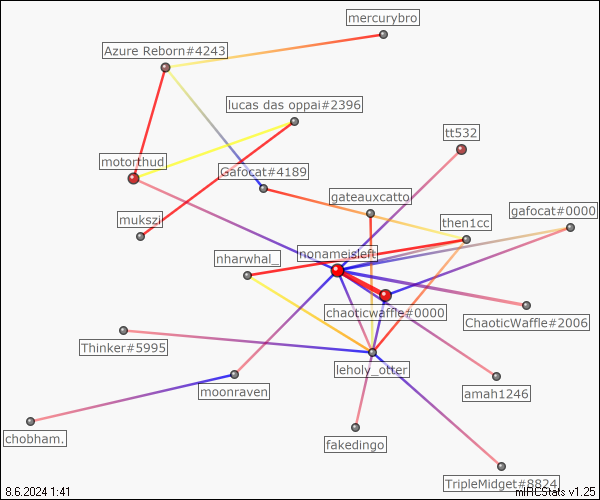 mercurybro
Azure Reborn#4243
lucas das oppai#2396
tt532
motorthud
Gafocat#4189
gateauxcatto
gafocat#0000
mukszi
then1cc
nonameisleft
nharwhal_
chaoticwaffle#0000
ChaoticWaffle#2006
Thinker#5995
leholy_otter
moonraven
amah1246
chobham.
fakedingo
TripleMidget#8824
8.6.2024 1:41
mIRCStats v1.25